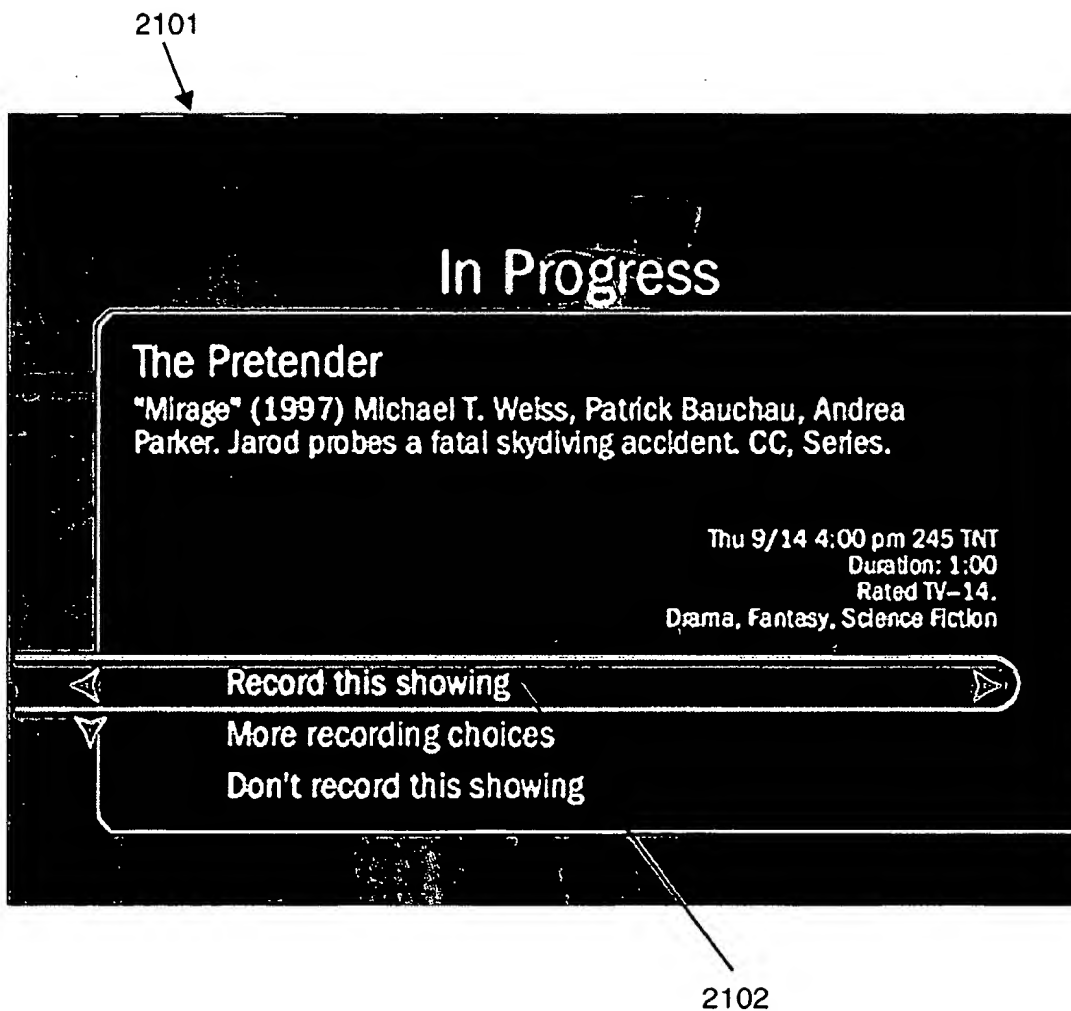 2101
In Progress
The Pretender
"Mirage" (1997) Michael T. Weiss, Patrick Bauchau, Andrea
Parker. Jarod probes a fatal skydiving accident. CC, Series.
Thu 9/14 4:00 pm 245 TNT
Duration: 1:00
Rated TV-14.
Drama, Fantasy, Science Fiction
Record this showing
More recording choices
Don't record this showing
2102